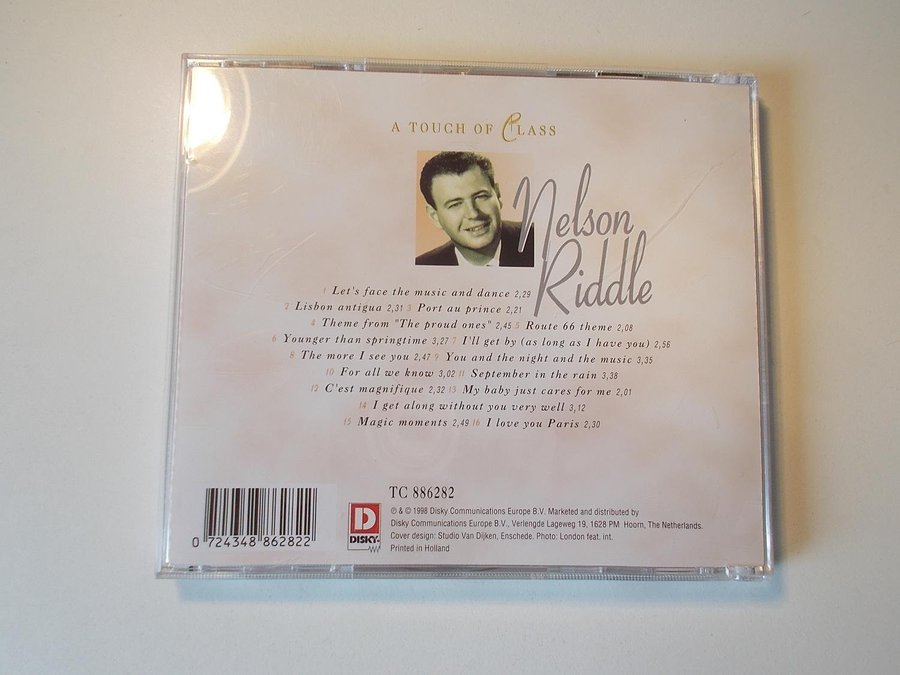 A TOUCH OF CLASS
Nelson
Riddle
1 Let's face the music and dance 2,29
2 Lisbon antigua 2,31 3 Port au prince 2,21
4 Theme from "The proud ones" 2,45 5 Route 66 theme 2,08
6 Younger than springtime 3,27 7 I'll get by (as long as I have you) 2,56
8 The more I see you 2,47 9 You and the night and the music 3,35
10 For all we know 3,02 11 September in the rain 3,38
12 C'est magnifique 2,32 13 My baby just cares for me 2,01
14 I get along without you very well 3,12
15 Magic moments 2,49 16 I love you Paris 2,30
TC 886282
℗ & © 1998 Disky Communications Europe B.V. Marketed and distributed by
Disky Communications Europe B.V., Verlengde Lageweg 19, 1628 PM Hoorn, The Netherlands.
Cover design: Studio Van Dijken, Enschede. Photo: London feat. int.
Printed in Holland
D
DISKY
0 724348 862822